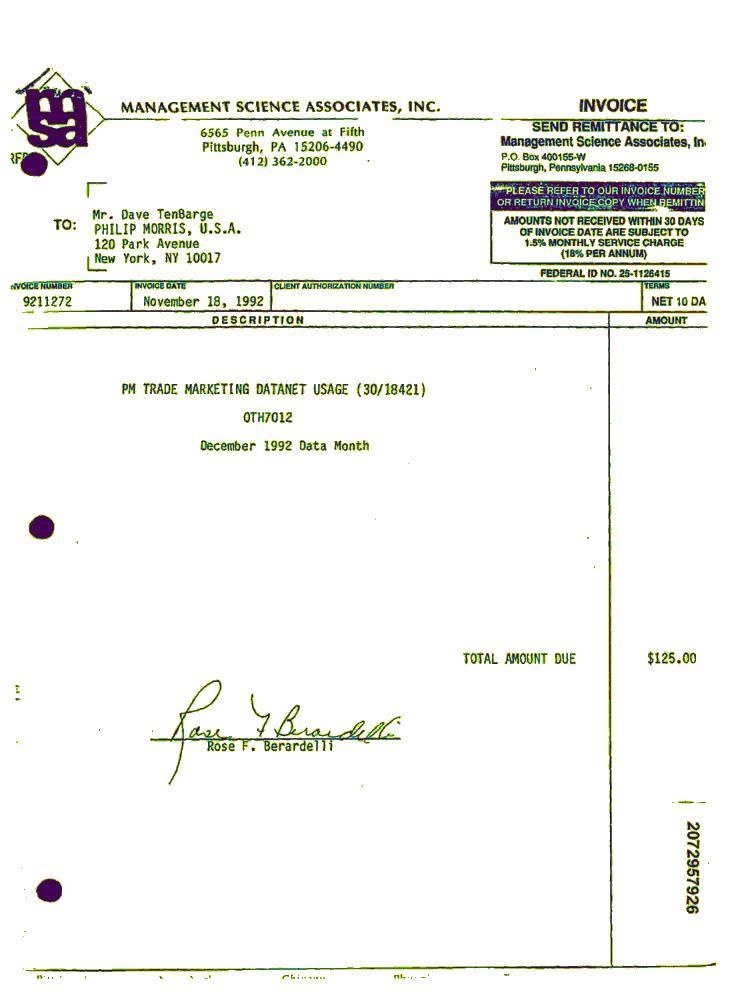 msa
MANAGEMENT SCIENCE ASSOCIATES, INC.
6565 Penn Avenue at Fifth
Pittsburgh, PA 15206-4490
(412) 362-2000
INVOICE
SEND REMITTANCE TO:
Management Science Associates, In
P.O. Box 400155-W
Pittsburgh, Pennsylvania 15268-0155
PLEASE REFER TO OUR INVOICE NUMBER
OR RETURN INVOICE COPY WHEN REMITTIN
AMOUNTS NOT RECEIVED WITHIN 30 DAYS
OF INVOICE DATE ARE SUBJECT TO
1.5% MONTHLY SERVICE CHARGE
(18% PER ANNUM)
FEDERAL ID NO. 25-1126415
TO:
Mr. Dave TenBarge
PHILIP MORRIS, U.S.A.
120 Park Avenue
New York, NY 10017
NVOICE NUMBER INVOICE DATE CLIENT AUTHORIZATION NUMBER TERMS
9211272 November 18, 1992 NET 10 DA
DESCRIPTION AMOUNT
PM TRADE MARKETING DATANET USAGE (30/18421)
OTH7012
December 1992 Data Month
TOTAL AMOUNT DUE $125.00
Rose F Berardelli
Rose F. Berardelli
2072957926